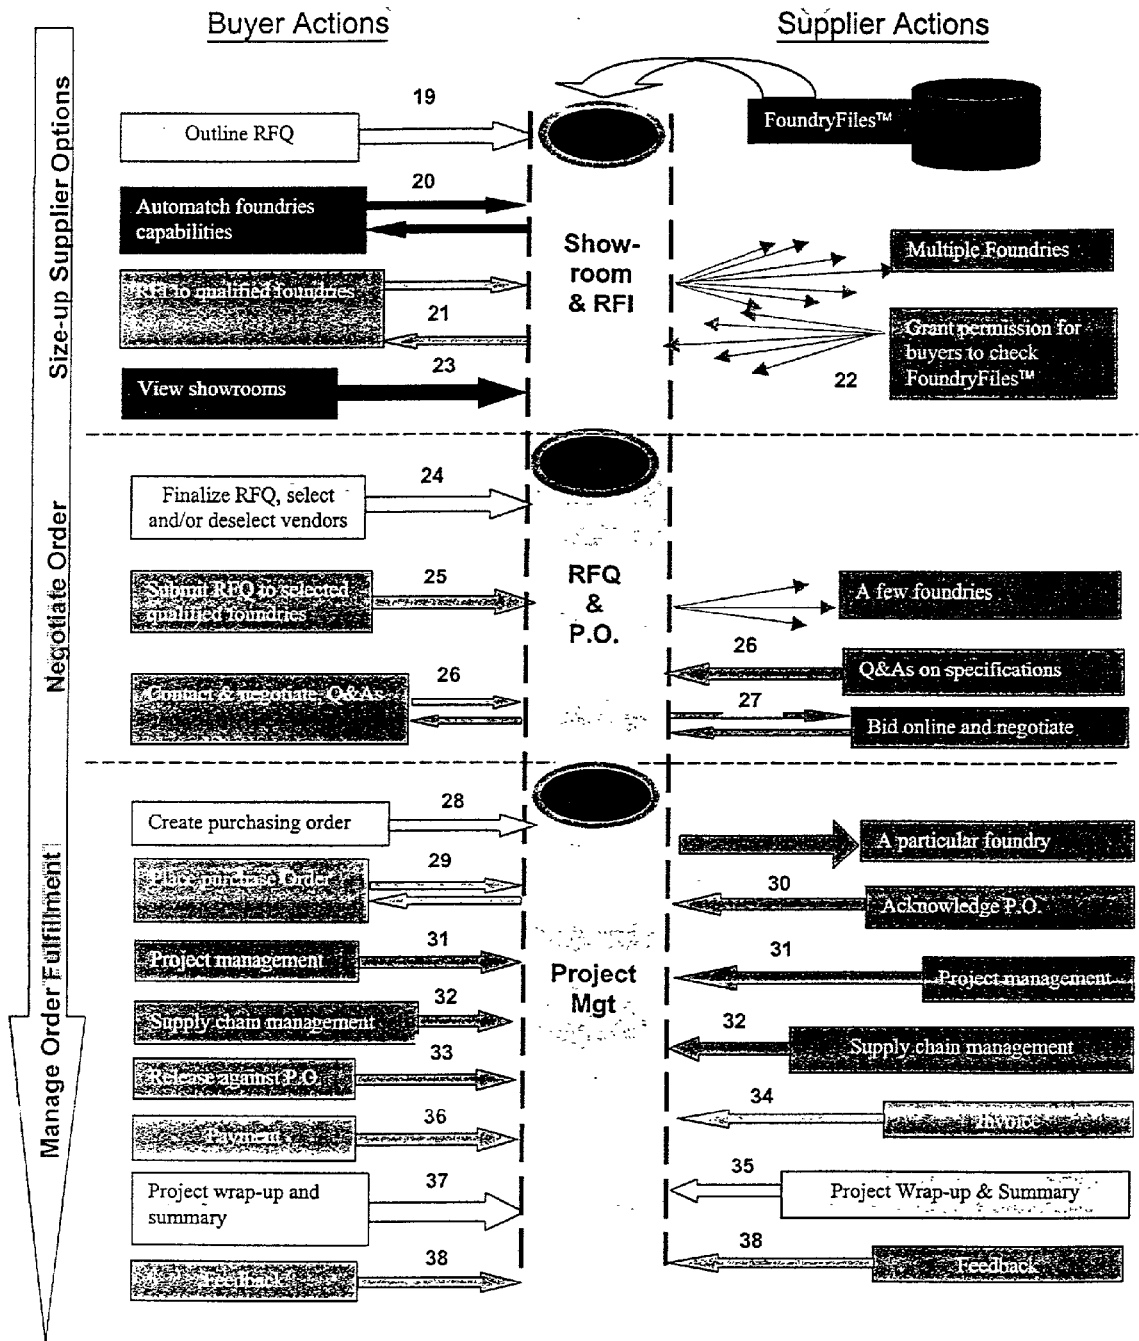 Buyer Actions
Supplier Actions
Size-up Supplier Options
Negotiate Order
Manage Order Fulfillment
19
Outline RFQ
FoundryFiles™
20
Automatch foundries
capabilities
Show-
room
& RFI
Multiple Foundries
RFI to qualified foundries
21
Grant permission for
buyers to check
FoundryFiles™
22
23
View showrooms
24
Finalize RFQ, select
and/or deselect vendors
RFQ
&
P.O.
25
Submit RFQ to selected
qualified foundries
A few foundries
26
Q&As on specifications
26
Contact & negotiate, Q&As
27
Bid online and negotiate
28
Create purchasing order
A particular foundry
29
Place purchase Order
30
Acknowledge P.O.
Project
Mgt
31
Project management
31
Project management
32
Supply chain management
32
Supply chain management
33
Release against P.O.
34
Invoice
36
Payment
35
Project Wrap-up & Summary
37
Project wrap-up and
summary
38
Feedback
38
Feedback